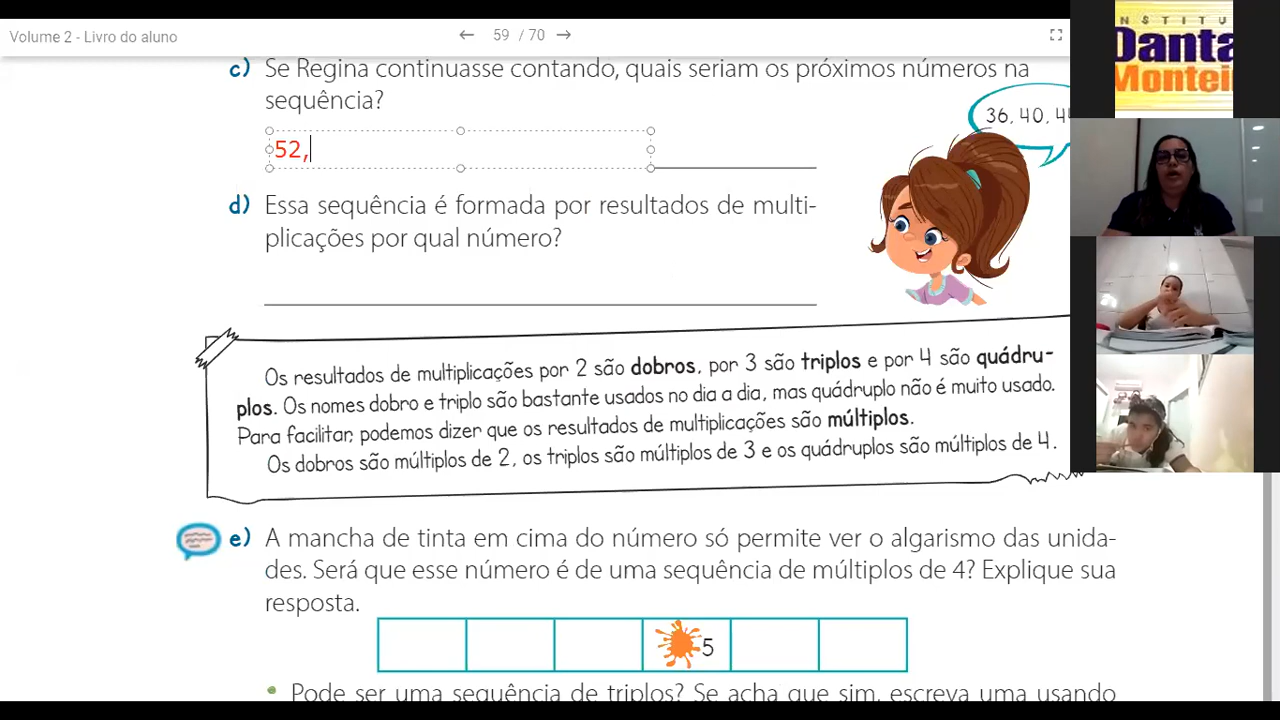 Volume 2 - Livro do aluno
59 / 70
c) Se Regina continuasse contando, quais seriam os próximos números na
sequência?
36, 40, 44
52,
d) Essa sequência é formada por resultados de multi-
plicações por qual número?
Os resultados de multiplicações por 2 são dobros, por 3 são triplos e por 4 são quádru-
plos. Os nomes dobro e triplo são bastante usados no dia a dia, mas quádruplo não é muito usado.
Para facilitar, podemos dizer que os resultados de multiplicações são múltiplos.
Os dobros são múltiplos de 2, os triplos são múltiplos de 3 e os quádruplos são múltiplos de 4.
e) A mancha de tinta em cima do número só permite ver o algarismo das unida-
des. Será que esse número é de uma sequência de múltiplos de 4? Explique sua
resposta.
5
• Pode ser uma sequência de triplos? Se acha que sim, escreva uma usando
NSTITU
Danta
Montei